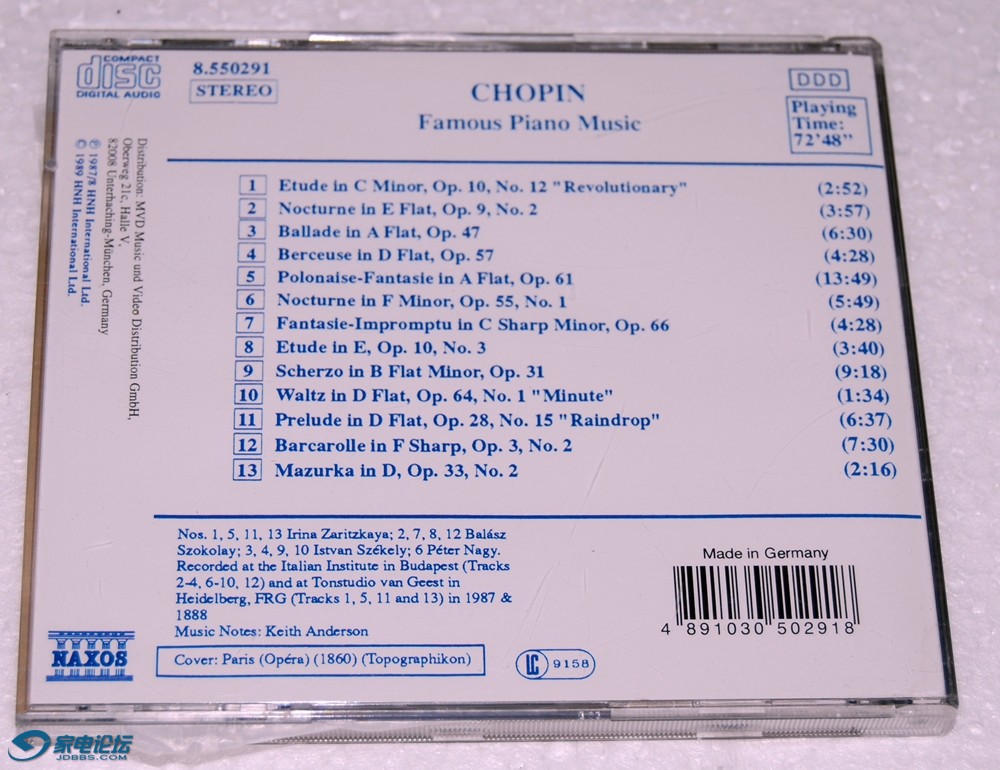 COMPACT
disc
DIGITAL AUDIO
8.550291
STEREO
CHOPIN
Famous Piano Music
DDD
Playing
Time:
72'48"
Distribution: MVD Music und Video Distribution GmbH,
Oberweg 21c, Halle V,
82008 Unterhaching-München, Germany
℗ 1987/8 HNH International Ltd.
© 1989 HNH International Ltd.
1 Etude in C Minor, Op. 10, No. 12 "Revolutionary" (2:52)
2 Nocturne in E Flat, Op. 9, No. 2 (3:57)
3 Ballade in A Flat, Op. 47 (6:30)
4 Berceuse in D Flat, Op. 57 (4:28)
5 Polonaise-Fantasie in A Flat, Op. 61 (13:49)
6 Nocturne in F Minor, Op. 55, No. 1 (5:49)
7 Fantasie-Impromptu in C Sharp Minor, Op. 66 (4:28)
8 Etude in E, Op. 10, No. 3 (3:40)
9 Scherzo in B Flat Minor, Op. 31 (9:18)
10 Waltz in D Flat, Op. 64, No. 1 "Minute" (1:34)
11 Prelude in D Flat, Op. 28, No. 15 "Raindrop" (6:37)
12 Barcarolle in F Sharp, Op. 3, No. 2 (7:30)
13 Mazurka in D, Op. 33, No. 2 (2:16)
Nos. 1, 5, 11, 13 Irina Zaritzkaya; 2, 7, 8, 12 Balász
Szokolay; 3, 4, 9, 10 Istvan Székely; 6 Péter Nagy.
Recorded at the Italian Institute in Budapest (Tracks
2-4, 6-10, 12) and at Tonstudio van Geest in
Heidelberg, FRG (Tracks 1, 5, 11 and 13) in 1987 &
1888
Music Notes: Keith Anderson
Cover: Paris (Opéra) (1860) (Topographikon)
NAXOS
LC 9158
Made in Germany
4 891030 502918
家电论坛
JDBBS.COM